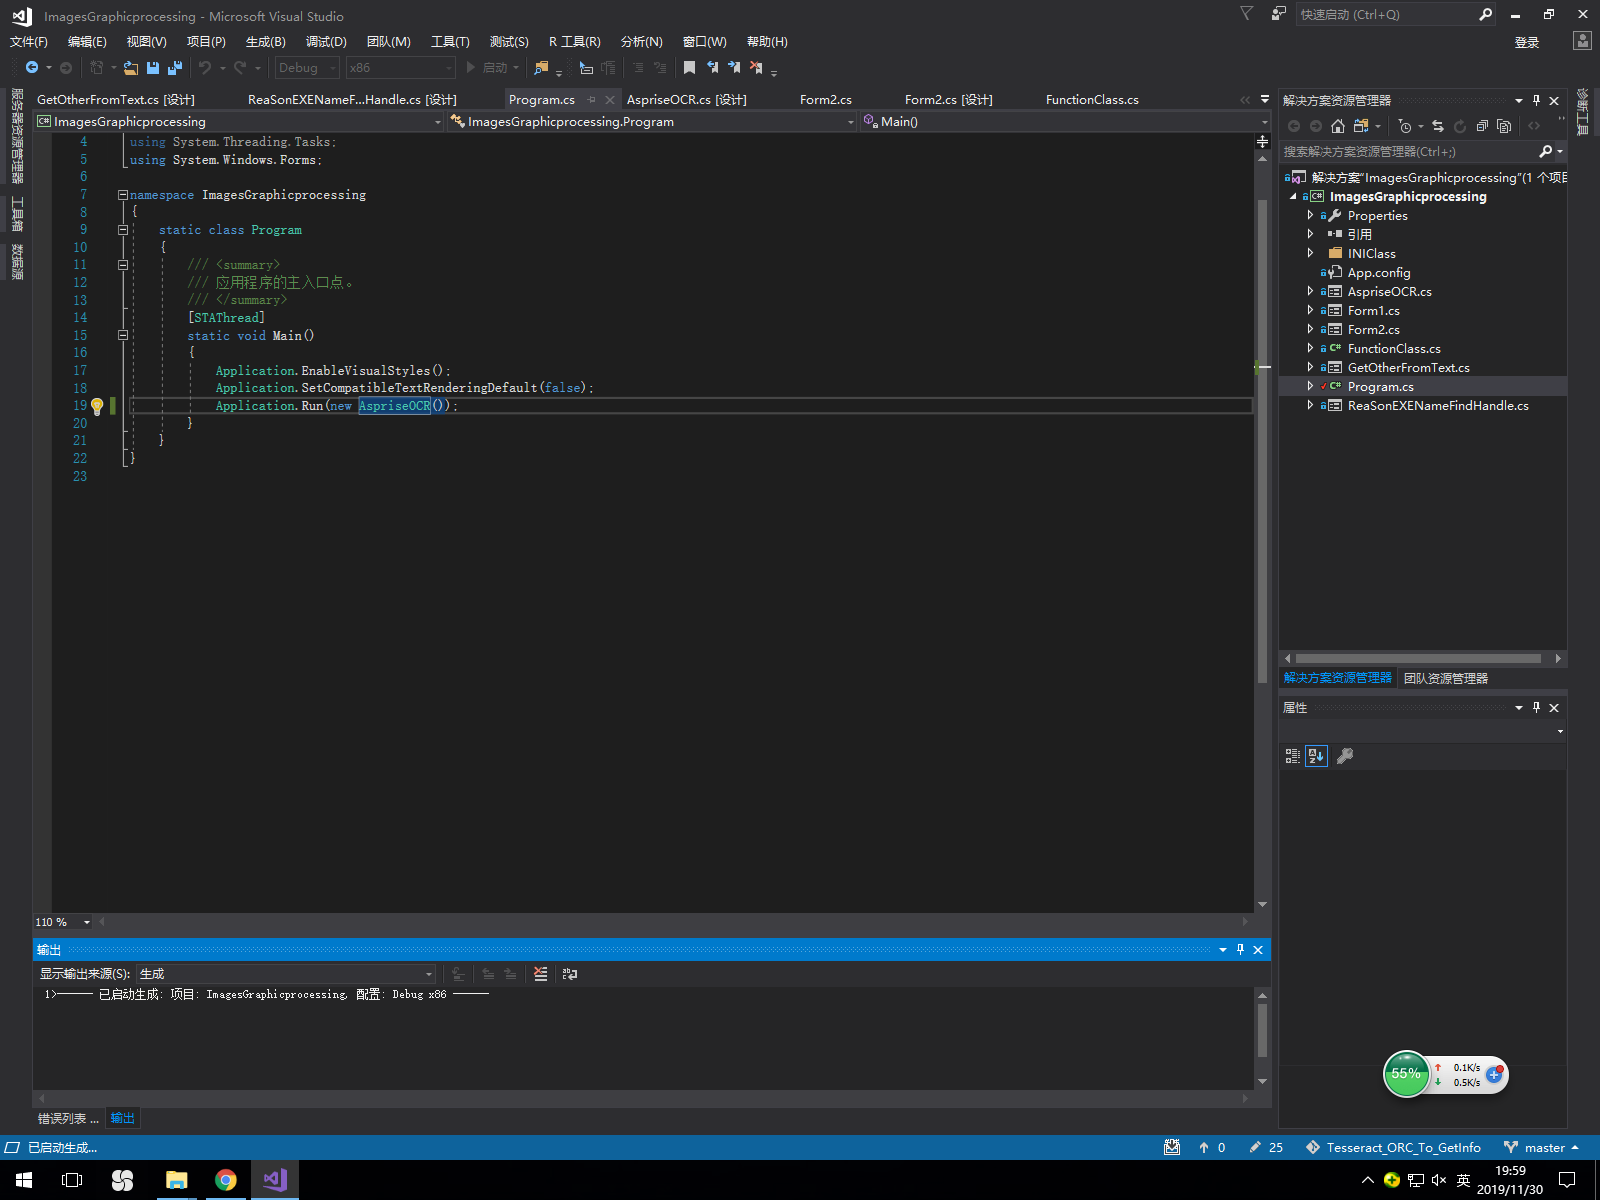 ImagesGraphicprocessing - Microsoft Visual Studio
快速启动 (Ctrl+Q)
文件(F) 编辑(E) 视图(V) 项目(P) 生成(B) 调试(D) 团队(M) 工具(T) 测试(S) R 工具(R) 分析(N) 窗口(W) 帮助(H)
登录
Debug x86 启动
服务器资源管理器
工具箱
数据源
GetOtherFromText.cs [设计] ReaSonEXENameF...Handle.cs [设计] Program.cs AspriseOCR.cs [设计] Form2.cs Form2.cs [设计] FunctionClass.cs
ImagesGraphicprocessing ImagesGraphicprocessing.Program Main()
4 using System.Threading.Tasks;
5 using System.Windows.Forms;
6
7 namespace ImagesGraphicprocessing
8 {
9 static class Program
10 {
11 /// <summary>
12 /// 应用程序的主入口点。
13 /// </summary>
14 [STAThread]
15 static void Main()
16 {
17 Application.EnableVisualStyles();
18 Application.SetCompatibleTextRenderingDefault(false);
19 Application.Run(new AspriseOCR());
20 }
21 }
22 }
23
110 %
输出
显示输出来源(S): 生成
1>------ 已启动生成: 项目: ImagesGraphicprocessing, 配置: Debug x86 ------
错误列表 ... 输出
解决方案资源管理器
搜索解决方案资源管理器(Ctrl+;)
解决方案"ImagesGraphicprocessing"(1 个项目
ImagesGraphicprocessing
Properties
引用
INIClass
App.config
AspriseOCR.cs
Form1.cs
Form2.cs
FunctionClass.cs
GetOtherFromText.cs
Program.cs
ReaSonEXENameFindHandle.cs
解决方案资源管理器 团队资源管理器
属性
诊断工具
55% 0.1K/s
0.5K/s
已启动生成... 0 25 Tesseract_ORC_To_GetInfo master
英 19:59
2019/11/30